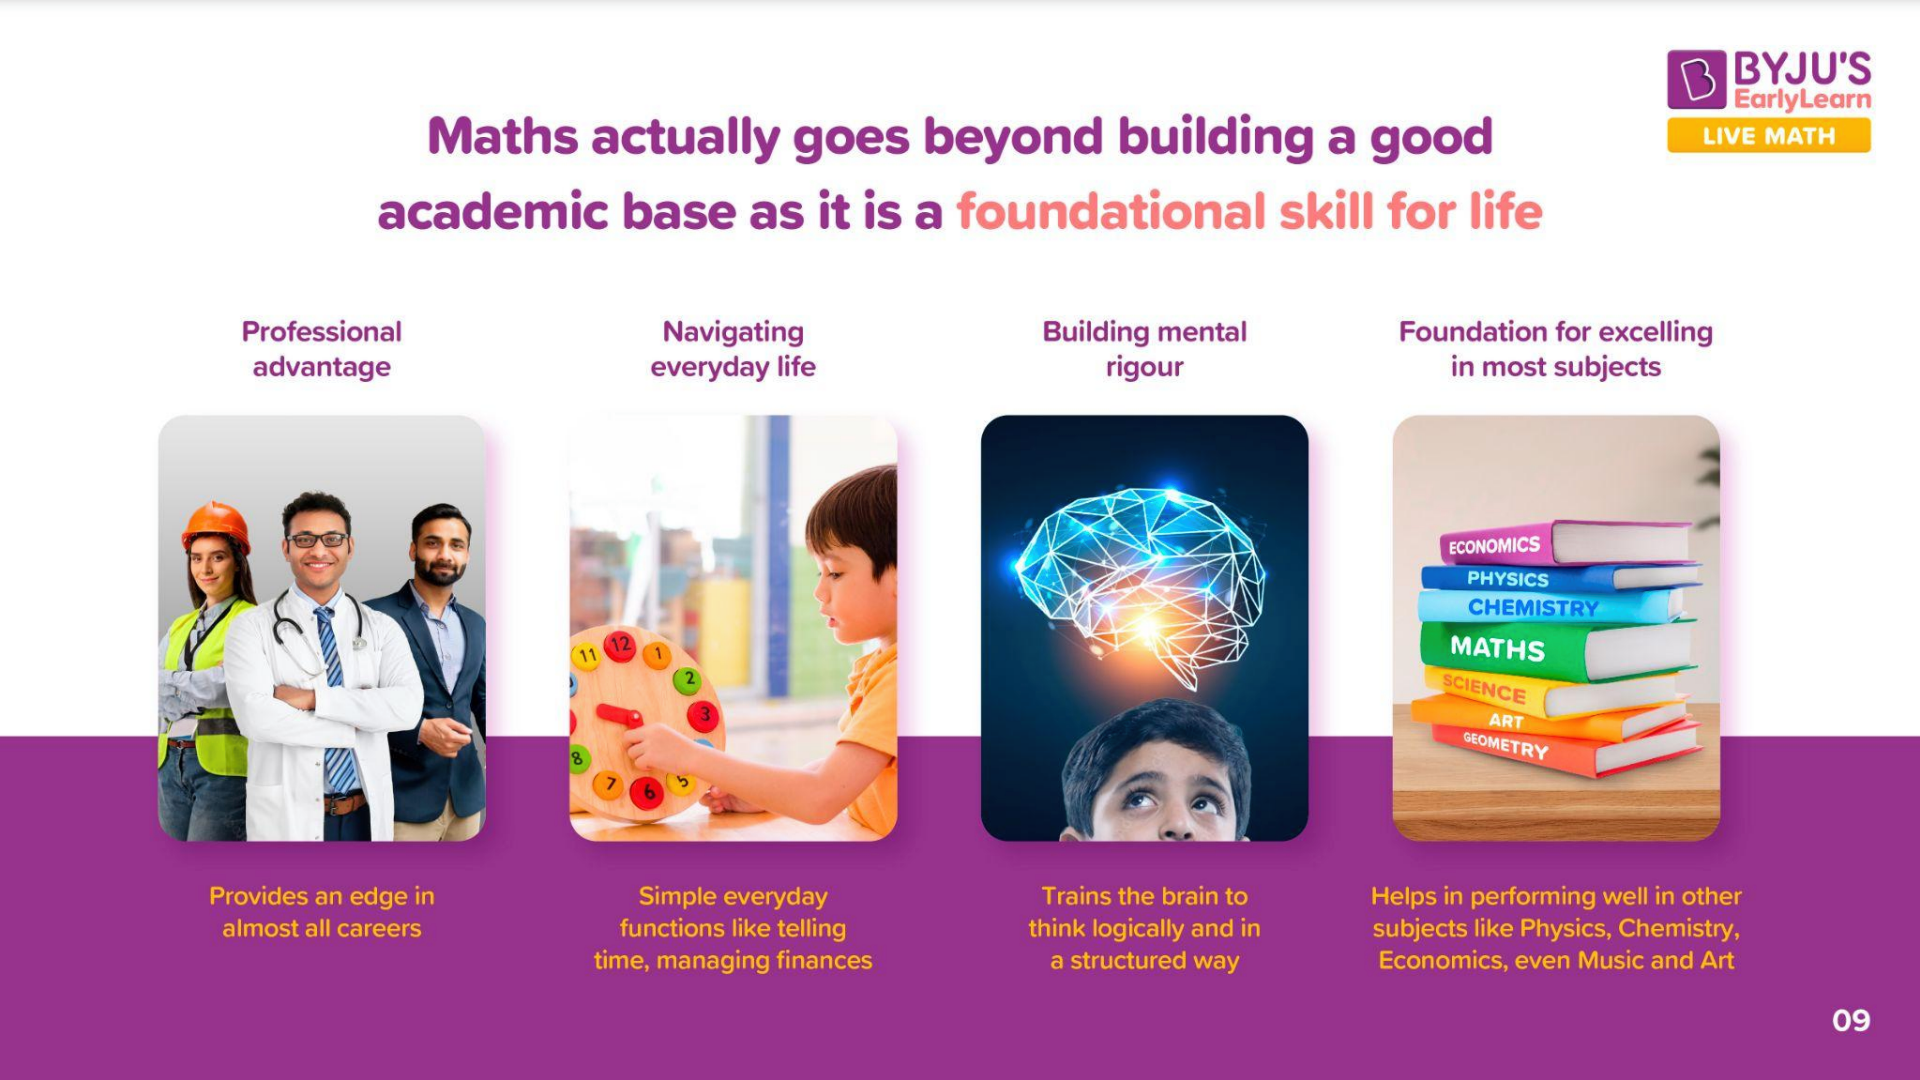 BYJU'S
EarlyLearn
LIVE MATH
Maths actually goes beyond building a good
academic base as it is a foundational skill for life
Professional
advantage
Navigating
everyday life
Building mental
rigour
Foundation for excelling
in most subjects
11
12
1
2
3
5
6
7
8
ECONOMICS
PHYSICS
CHEMISTRY
MATHS
SCIENCE
ART
GEOMETRY
Provides an edge in
almost all careers
Simple everyday
functions like telling
time, managing finances
Trains the brain to
think logically and in
a structured way
Helps in performing well in other
subjects like Physics, Chemistry,
Economics, even Music and Art
09